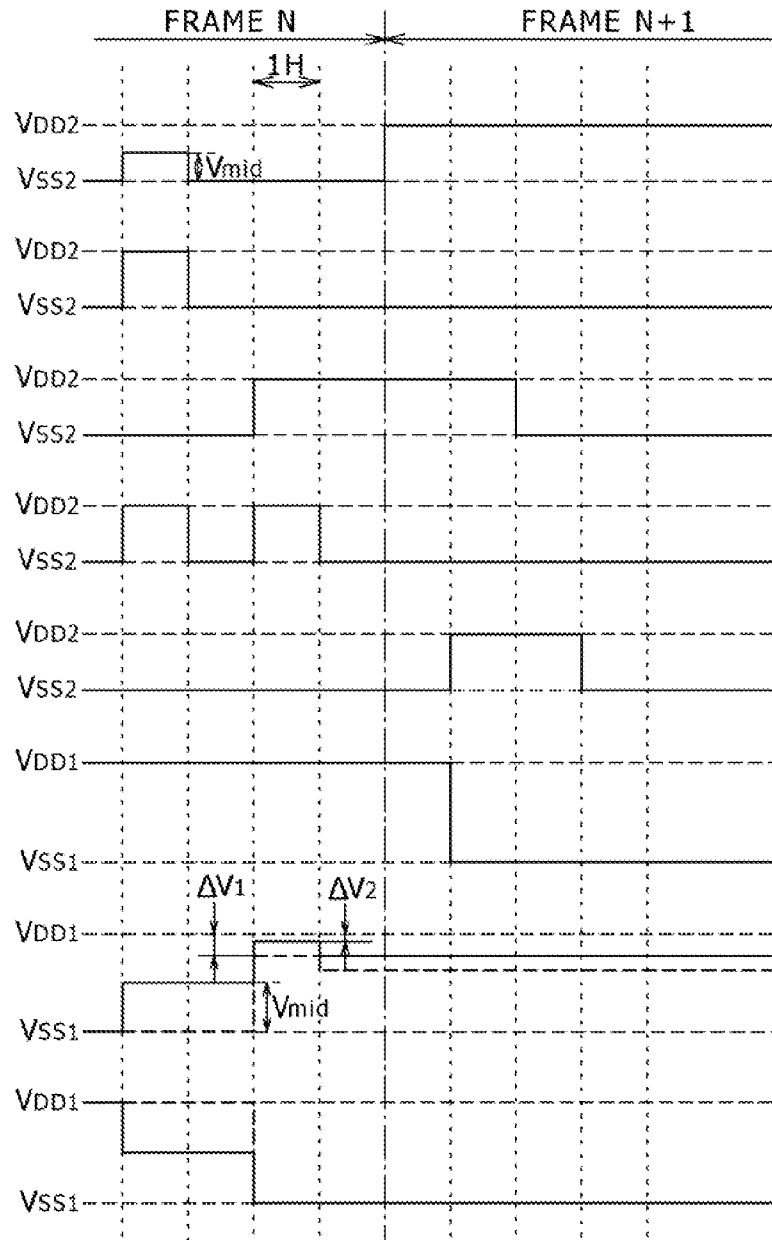 FRAME N FRAME N+1
1H
VDD2
Vmid
VSS2
VDD2
VSS2
VDD2
VSS2
VDD2
VSS2
VDD2
VSS2
VDD1
VSS1
ΔV1 ΔV2
VDD1
Vmid
VSS1
VDD1
VSS1